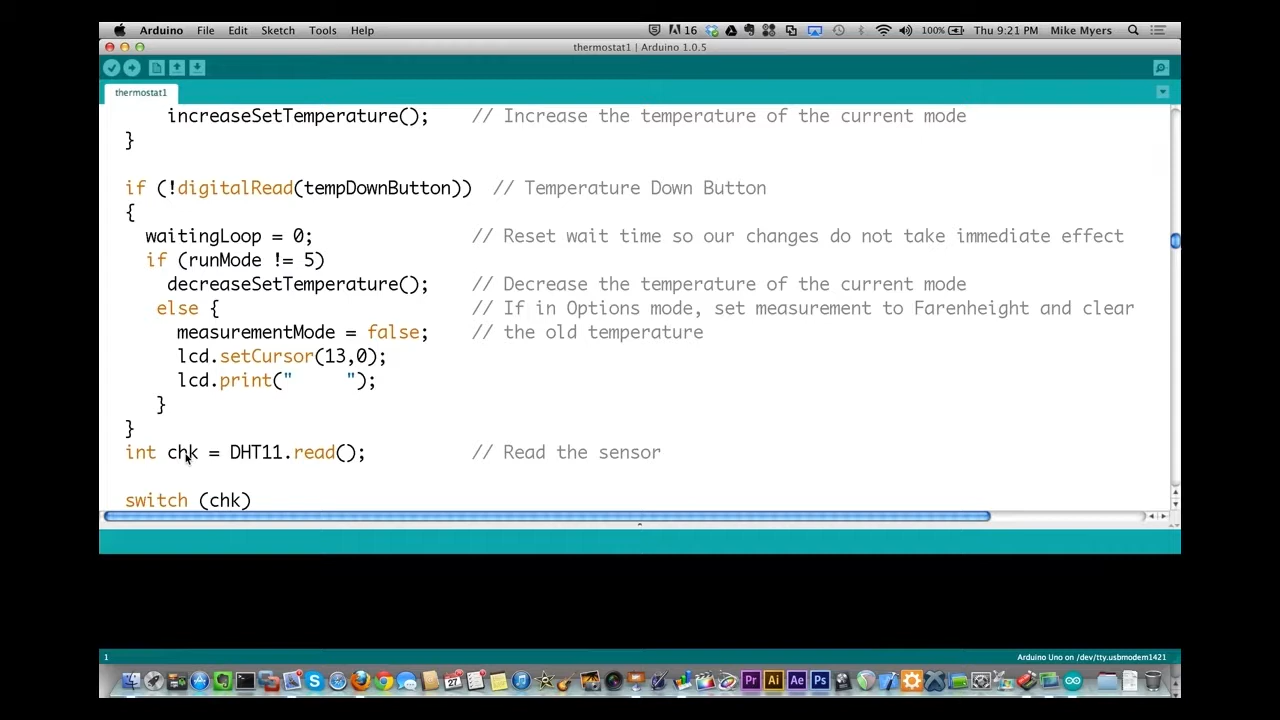 Arduino File Edit Sketch Tools Help 16 100% Thu 9:21 PM Mike Myers
thermostat1 | Arduino 1.0.5
thermostat1
increaseSetTemperature(); // Increase the temperature of the current mode
}
if (!digitalRead(tempDownButton)) // Temperature Down Button
{
waitingLoop = 0; // Reset wait time so our changes do not take immediate effect
if (runMode != 5)
decreaseSetTemperature(); // Decrease the temperature of the current mode
else { // If in Options mode, set measurement to Farenheight and clear
measurementMode = false; // the old temperature
lcd.setCursor(13,0);
lcd.print("     ");
}
}
int chk = DHT11.read(); // Read the sensor
switch (chk)
1 Arduino Uno on /dev/tty.usbmodem1421
27 Pr Ai Ae Ps